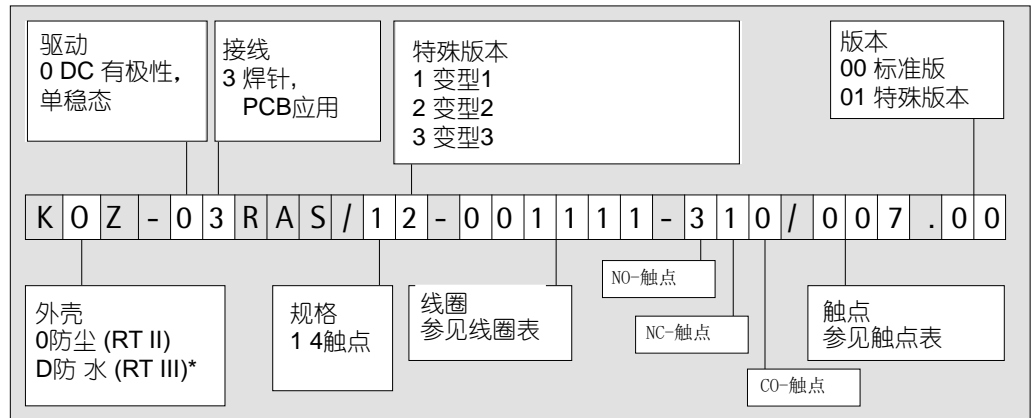 驱动
0 DC 有极性，
单稳态
接线
3 焊针，
PCB应用
特殊版本
1 变型1
2 变型2
3 变型3
版本
00 标准版
01 特殊版本
K O Z - 0 3 R A S / 1 2 - 0 0 1 1 1 1 - 3 1 0 / 0 0 7 . 0 0
外壳
0防尘 (RT II)
D防 水 (RT III)*
规格
1 4触点
线圈
参见线圈表
NO-触点
NC-触点
CO-触点
触点
参见触点表